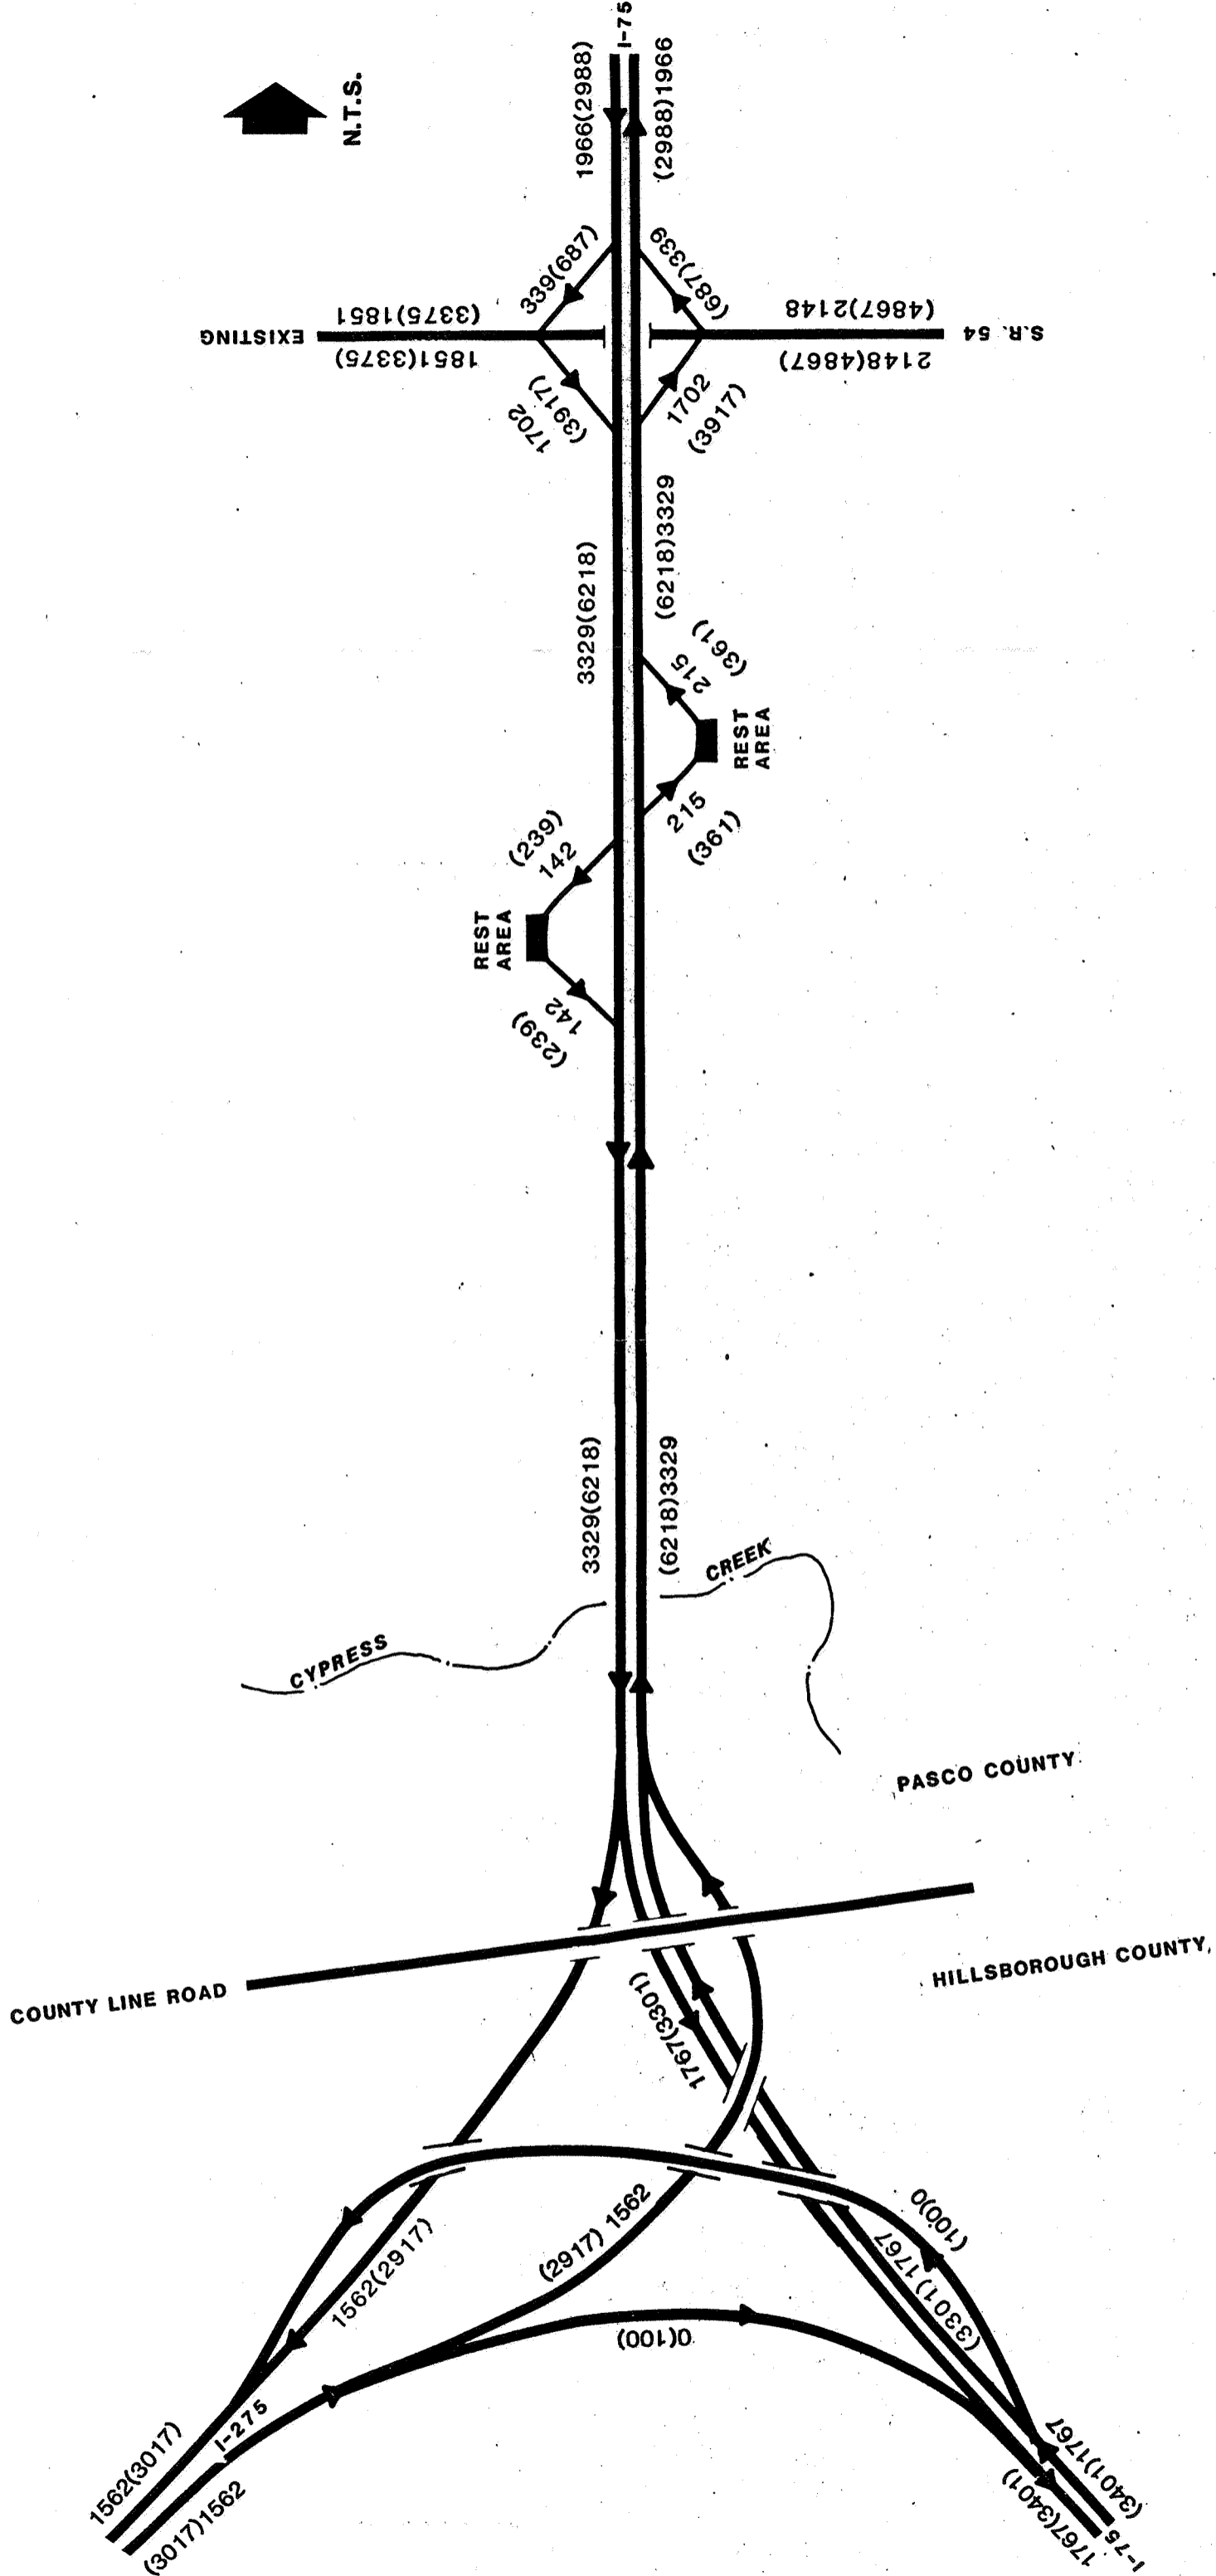 I-75
N.T.S.
1966(2988)
(2988)1966
339(687)
(687)339
(3375)1851
EXISTING
1851(3375)
(4867)2148
S.R. 54
2148(4867)
1702
(3917)
1702
(3917)
3329(6218)
(6218)3329
(361)
215
REST
AREA
215
(361)
(239)
142
REST
AREA
142
(239)
3329(6218)
(6218)3329
CREEK
CYPRESS
PASCO COUNTY
COUNTY LINE ROAD
HILLSBOROUGH COUNTY,
1767(3301)
(100)0
(2917) 1562
1562(2917)
(3301)1767
0(100)
I-275
1562(3017)
(3017)1562
(3401)1767
1767(3401)
I-75